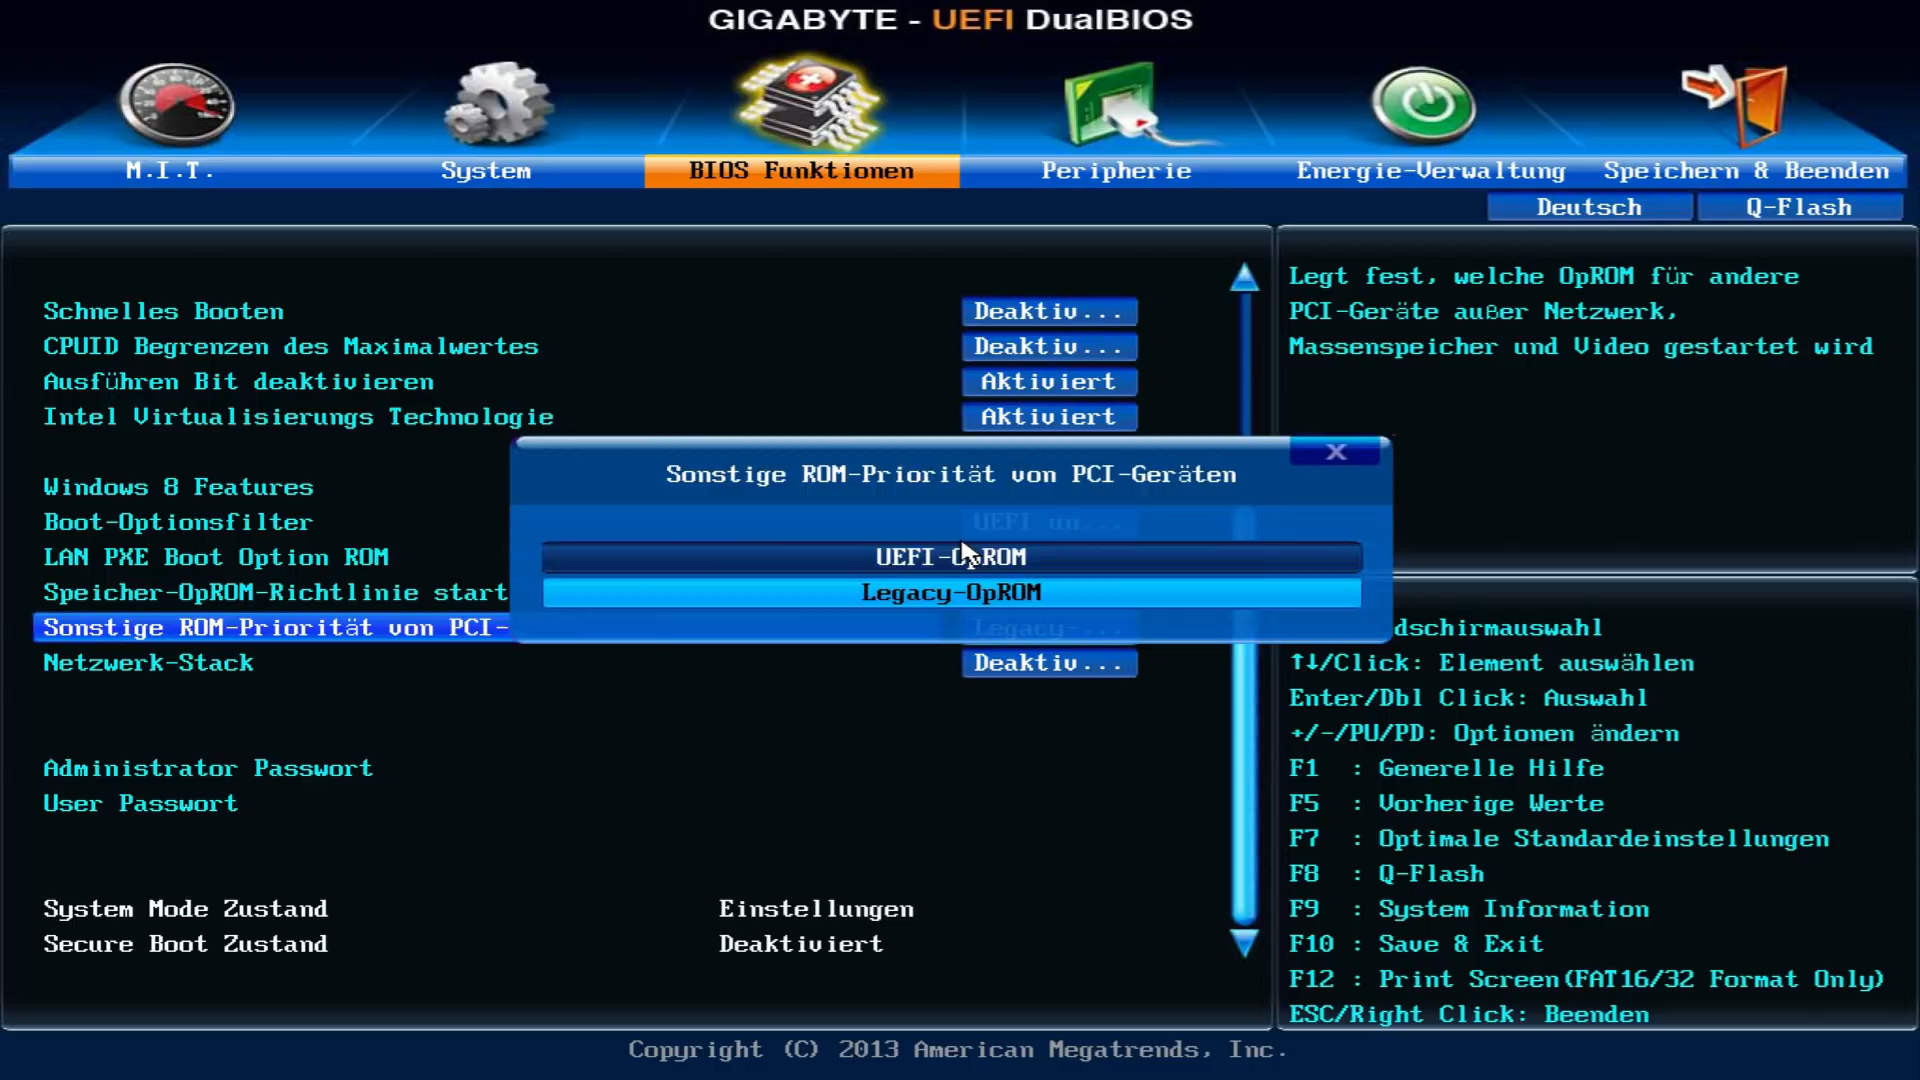 GIGABYTE - UEFI DualBIOS
M.I.T.
System
BIOS Funktionen
Peripherie
Energie-Verwaltung
Speichern & Beenden
Deutsch
Q-Flash
Schnelles Booten Deaktiv...
CPUID Begrenzen des Maximalwertes Deaktiv...
Ausführen Bit deaktivieren Aktiviert
Intel Virtualisierungs Technologie Aktiviert
Windows 8 Features
Boot-Optionsfilter UEFI un...
LAN PXE Boot Option ROM
Speicher-OpROM-Richtlinie start
Sonstige ROM-Priorität von PCI- Legacy-...
Netzwerk-Stack Deaktiv...
Administrator Passwort
User Passwort
System Mode Zustand Einstellungen
Secure Boot Zustand Deaktiviert
X
Sonstige ROM-Priorität von PCI-Geräten
UEFI-OpROM
Legacy-OpROM
Legt fest, welche OpROM für andere
PCI-Geräte außer Netzwerk,
Massenspeicher und Video gestartet wird
dschirmauswahl
↑↓/Click: Element auswählen
Enter/Dbl Click: Auswahl
+/-/PU/PD: Optionen ändern
F1 : Generelle Hilfe
F5 : Vorherige Werte
F7 : Optimale Standardeinstellungen
F8 : Q-Flash
F9 : System Information
F10 : Save & Exit
F12 : Print Screen(FAT16/32 Format Only)
ESC/Right Click: Beenden
Copyright (C) 2013 American Megatrends, Inc.